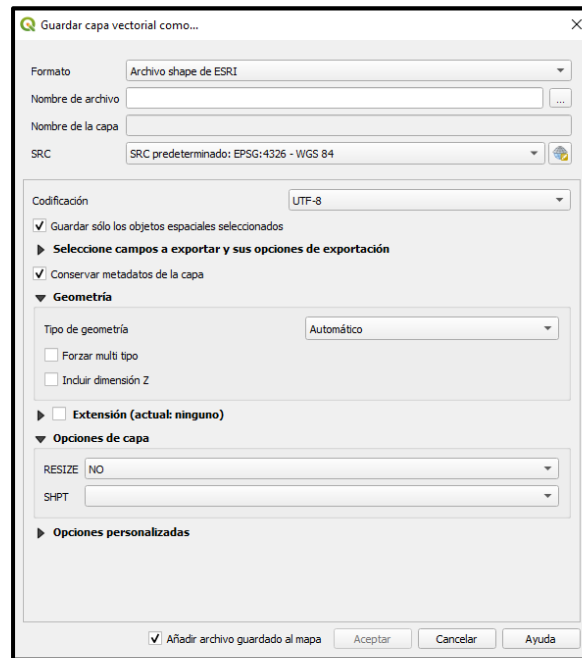 Guardar capa vectorial como...
Formato Archivo shape de ESRI
Nombre de archivo ...
Nombre de la capa
SRC SRC predeterminado: EPSG:4326 - WGS 84
Codificación UTF-8
Guardar sólo los objetos espaciales seleccionados
Seleccione campos a exportar y sus opciones de exportación
Conservar metadatos de la capa
Geometría
Tipo de geometría Automático
Forzar multi tipo
Incluir dimensión Z
Extensión (actual: ninguno)
Opciones de capa
RESIZE NO
SHPT
Opciones personalizadas
Añadir archivo guardado al mapa Aceptar Cancelar Ayuda